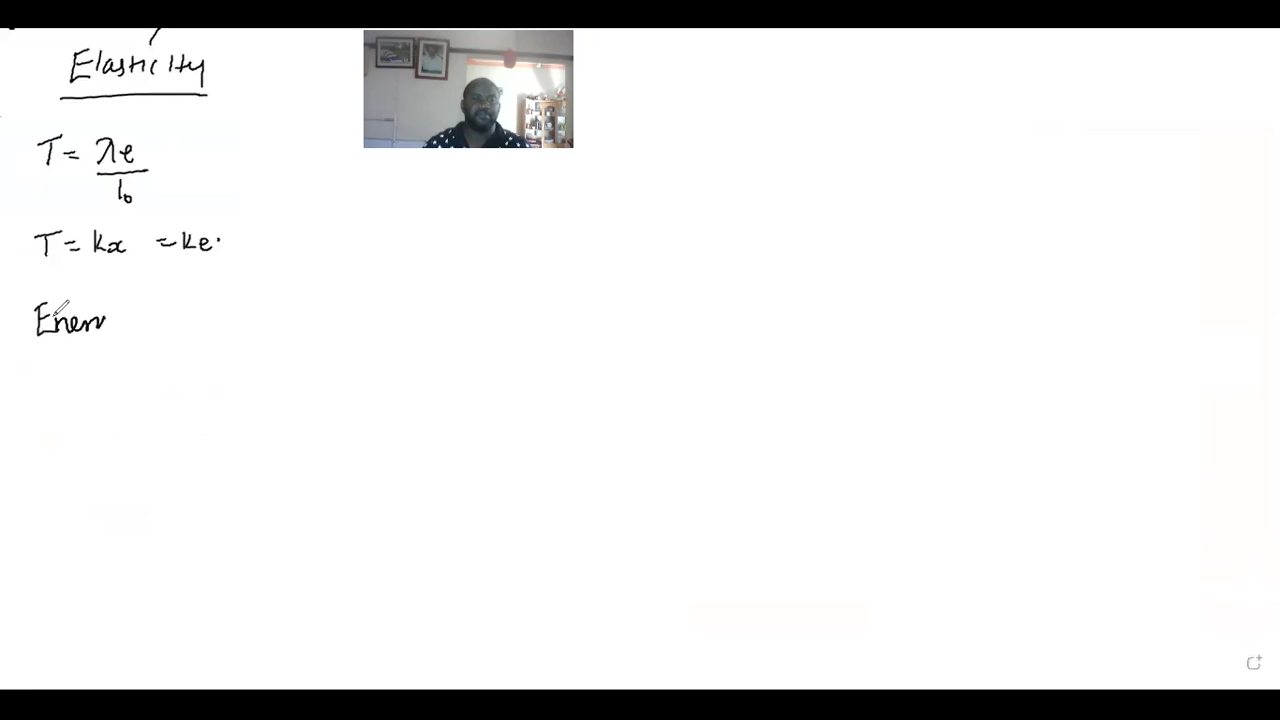 Elasticity
T = λe
l₀
T = kx = ke.
Ener